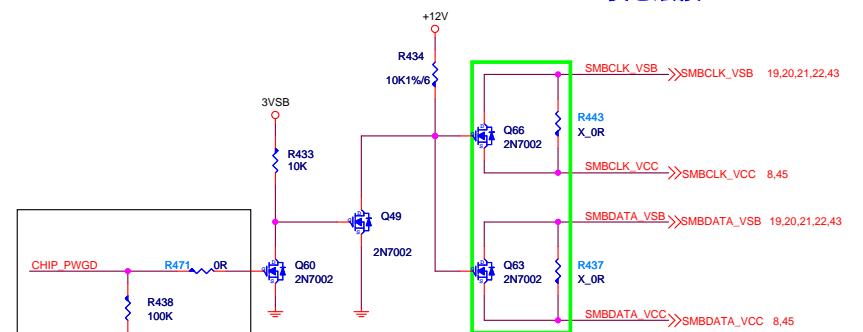 +12V
R434
10K1%/6
SMBCLK_VSB
SMBCLK_VSB 19,20,21,22,43
3VSB
R443
X_0R
Q66
2N7002
R433
10K
SMBCLK_VCC
SMBCLK_VCC 8,45
Q49
2N7002
SMBDATA_VSB
SMBDATA_VSB 19,20,21,22,43
CHIP_PWGD
R471
0R
Q60
2N7002
Q63
2N7002
R437
X_0R
R438
100K
SMBDATA_VCC
SMBDATA_VCC 8,45